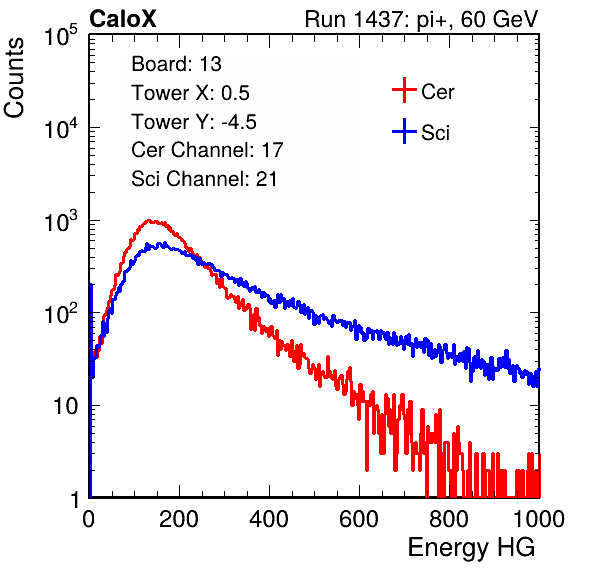 CaloX Run 1437: pi+, 60 GeV
Board: 13
Tower X: 0.5
Tower Y: -4.5
Cer Channel: 17
Sci Channel: 21
Cer
Sci
Counts
10^5
10^4
10^3
10^2
10
1
0 200 400 600 800 1000
Energy HG